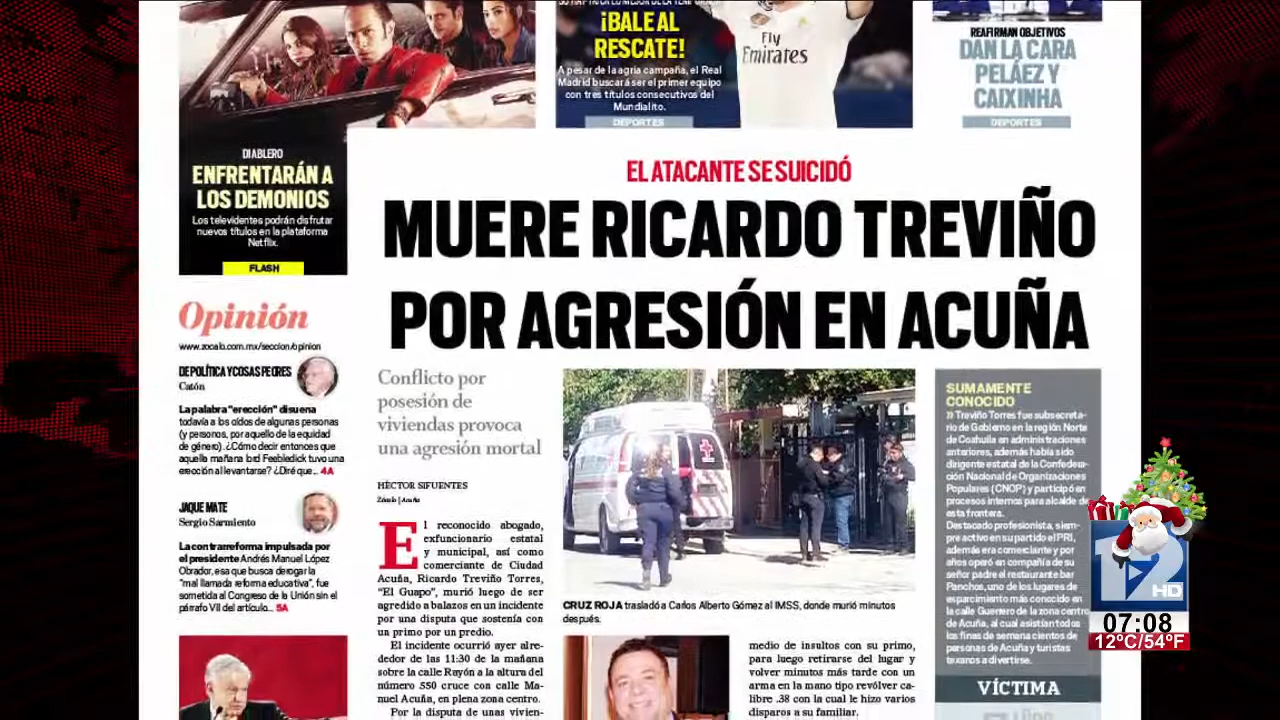 ¡BALE AL
RESCATE!
A pesar de la agria campaña, el Real
Madrid buscará ser el primer equipo
con tres títulos consecutivos del
Mundialito.
DEPORTES
Fly
Emirates
REAFIRMAN OBJETIVOS
DAN LA CARA
PELÁEZ Y
CAIXINHA
DEPORTES
DIABLERO
ENFRENTARÁN A
LOS DEMONIOS
Los televidentes podrán disfrutar
nuevos títulos en la plataforma
Netflix.
FLASH
EL ATACANTE SE SUICIDÓ
MUERE RICARDO TREVIÑO
POR AGRESIÓN EN ACUÑA
Opinión
www.zocalo.com.mx/seccion/opinion
DE POLÍTICA Y COSAS PEORES
Catón
La palabra "erección" disuena
todavía a los oídos de algunas personas
(y personos, por aquello de la equidad
de género). ¿Cómo decir entonces que
aquella mañana lord Feebledick tuvo una
erección al levantarse? ¿Diré que... 4A
JAQUE MATE
Sergio Sarmiento
La contrarreforma impulsada por
el presidente Andrés Manuel López
Obrador, esa que busca derogar la
"mal llamada reforma educativa", fue
sometida al Congreso de la Unión sin el
párrafo VII del artículo... 5A
Conflicto por
posesión de
viviendas provoca
una agresión mortal
HÉCTOR SIFUENTES
Zócalo | Acuña
El reconocido abogado,
exfuncionario estatal
y municipal, así como
comerciante de Ciudad
Acuña, Ricardo Treviño Torres,
"El Guapo", murió luego de ser
agredido a balazos en un incidente
por una disputa que sostenía con
un primo por un predio.
El incidente ocurrió ayer alre-
dedor de las 11:30 de la mañana
sobre la calle Rayón a la altura del
número 550 cruce con calle Ma-
nuel Acuña, en plena zona centro.
Por la disputa de unas vivien-
CRUZ ROJA trasladó a Carlos Alberto Gómez al IMSS, donde murió minutos
después.
medio de insultos con su primo,
para luego retirarse del lugar y
volver minutos más tarde con un
arma en la mano tipo revólver ca-
libre .38 con la cual le hizo varios
disparos a su familiar.
SUMAMENTE
CONOCIDO
» Treviño Torres fue subsecreta-
rio de Gobierno en la región Norte
de Coahuila en administraciones
anteriores, además había sido
dirigente estatal de la Confedera-
ción Nacional de Organizaciones
Populares (CNOP) y participó en
procesos internos para alcalde de
esta frontera.
Destacado profesionista, siem-
pre activo en su partido el PRI,
además era comerciante y por
años operó en compañía de su
señor padre el restaurante bar
Panchos, uno de los lugares de
esparcimiento más conocido en
la calle Guerrero de la zona centro
de Acuña, al cual asistían todos
los fines de semana cientos de
personas de Acuña y turistas
texanos a divertirse.
VÍCTIMA
12
HD
07:08
12°C/54°F